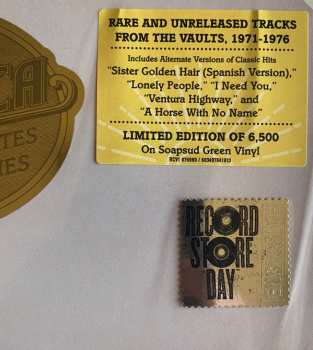 RARE AND UNRELEASED TRACKS
FROM THE VAULTS, 1971-1976
Includes Alternate Versions of Classic Hits
"Sister Golden Hair (Spanish Version),"
"Lonely People," "I Need You,"
"Ventura Highway," and
"A Horse With No Name"
LIMITED EDITION OF 6,500
On Soapsud Green Vinyl
RECORD
STORE
DAY